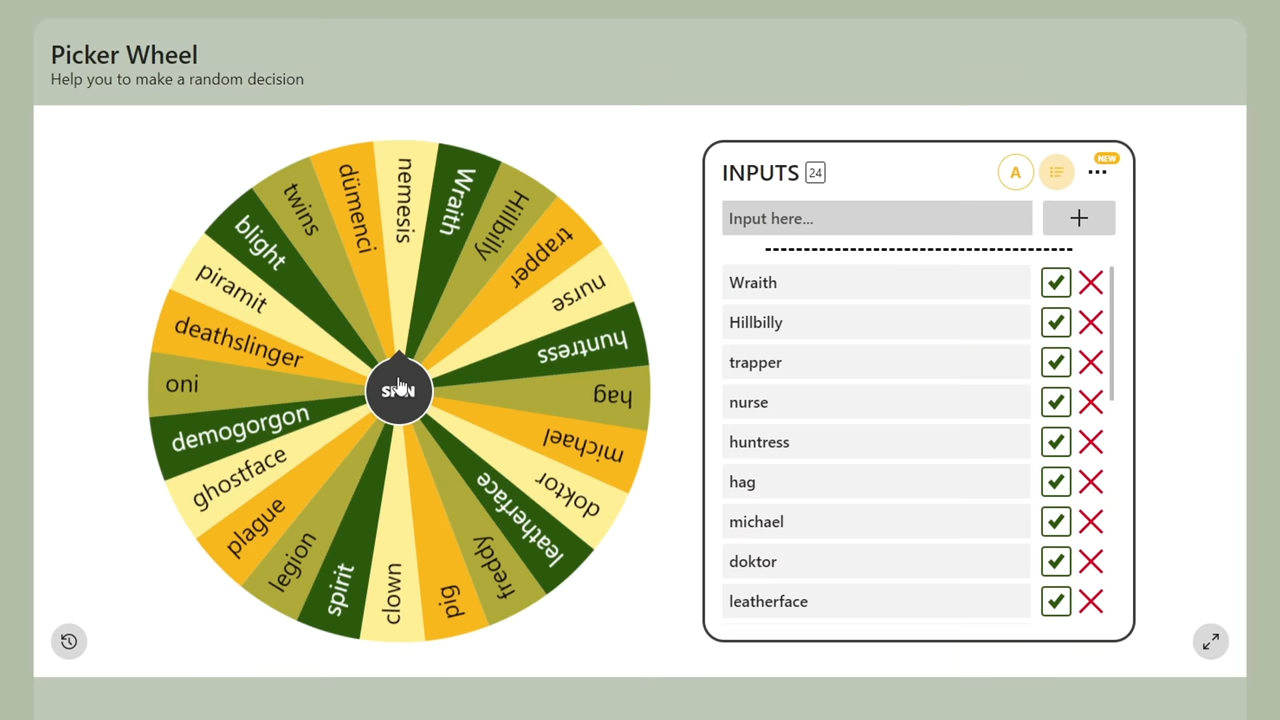 Picker Wheel
Help you to make a random decision
nemesis
Wraith
Hillbilly
trapper
nurse
huntress
hag
michael
doktor
leatherface
freddy
pig
clown
spirit
legion
plague
ghostface
demogorgon
oni
deathslinger
piramit
blight
twins
dümenci
SPIN
INPUTS 24
A
NEW
Input here...
Wraith
Hillbilly
trapper
nurse
huntress
hag
michael
doktor
leatherface